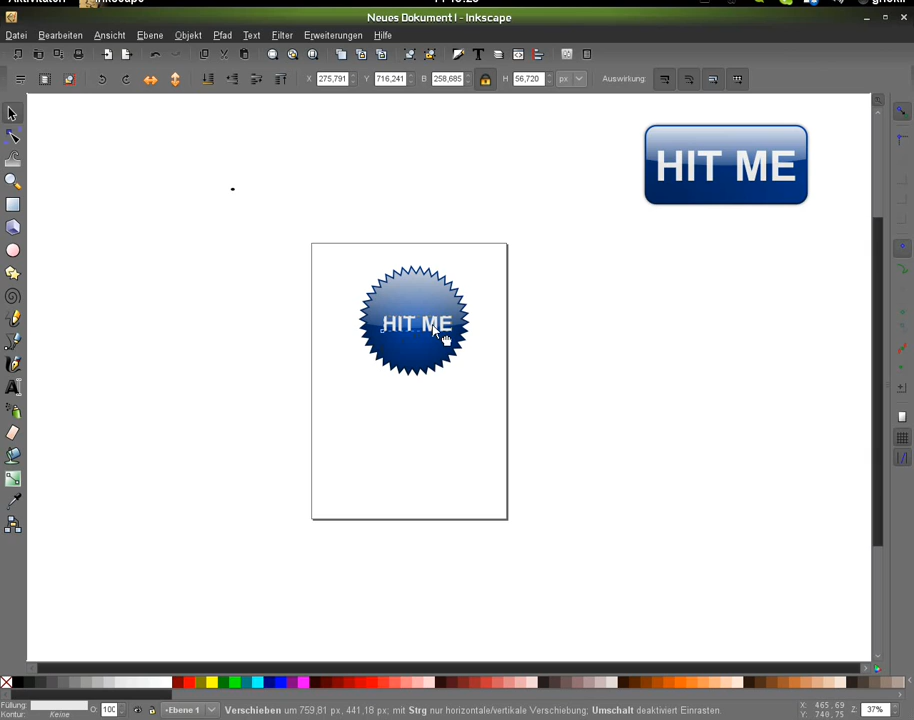 Neues Dokument 1 - Inkscape
Datei Bearbeiten Ansicht Ebene Objekt Pfad Text Filter Erweiterungen Hilfe
X 275,791 Y 716,241 B 258,685 H 56,720 px Auswirkung:
HIT ME
HIT ME
Füllung:
Kontur: Keine
O: 100
-Ebene 1
Verschieben um 759,81 px, 441,18 px; mit Strg nur horizontale/vertikale Verschiebung; Umschalt deaktiviert Einrasten.
X: 465,69
Y: 740,75
Z: 37%